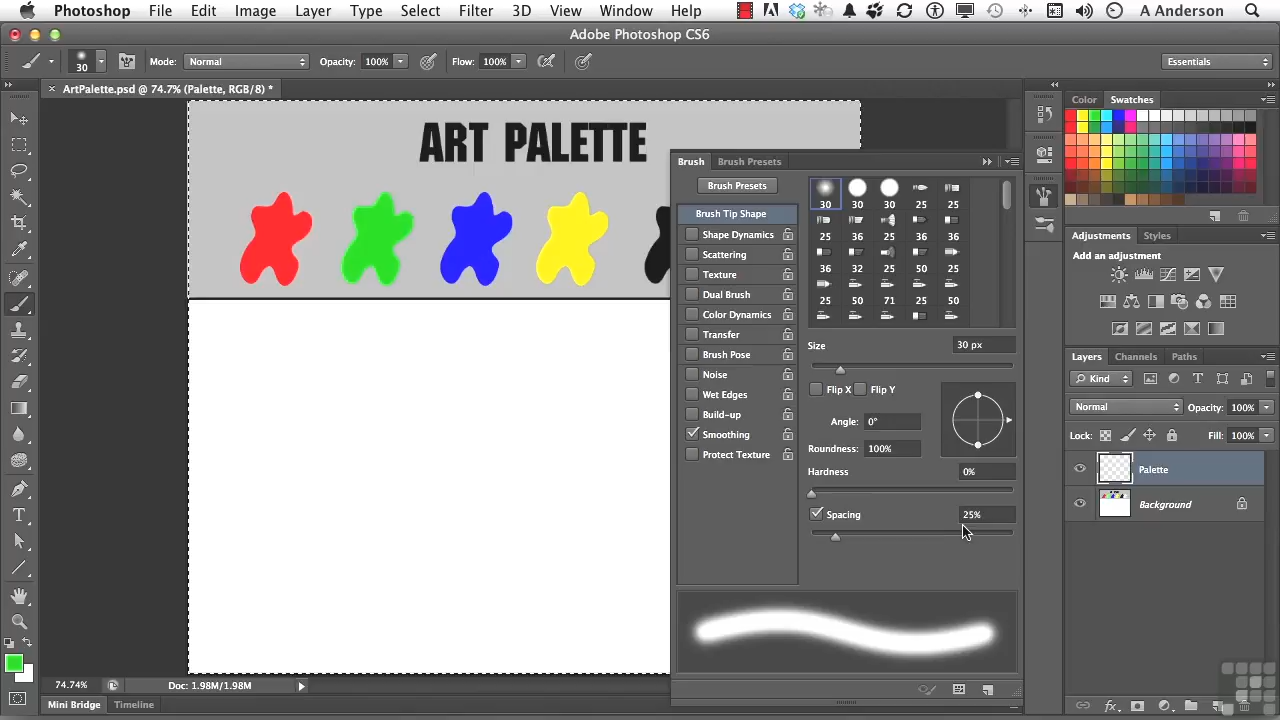 Photoshop File Edit Image Layer Type Select Filter 3D View Window Help A Anderson
Adobe Photoshop CS6
30 Mode: Normal Opacity: 100% Flow: 100% Essentials
ArtPalette.psd @ 74.7% (Palette, RGB/8) *
ART PALETTE
Brush Brush Presets
Brush Presets
Brush Tip Shape
Shape Dynamics
Scattering
Texture
Dual Brush
Color Dynamics
Transfer
Brush Pose
Noise
Wet Edges
Build-up
Smoothing
Protect Texture
30 30 30 25 25
25 36 25 36 36
36 32 25 50 25
25 50 71 25 50
Size 30 px
Flip X Flip Y
Angle: 0°
Roundness: 100%
Hardness 0%
Spacing 25%
Color Swatches
Adjustments Styles
Add an adjustment
Layers Channels Paths
Kind
Normal Opacity: 100%
Lock: Fill: 100%
Palette
Background
74.74% Doc: 1.98M/1.98M
Mini Bridge Timeline